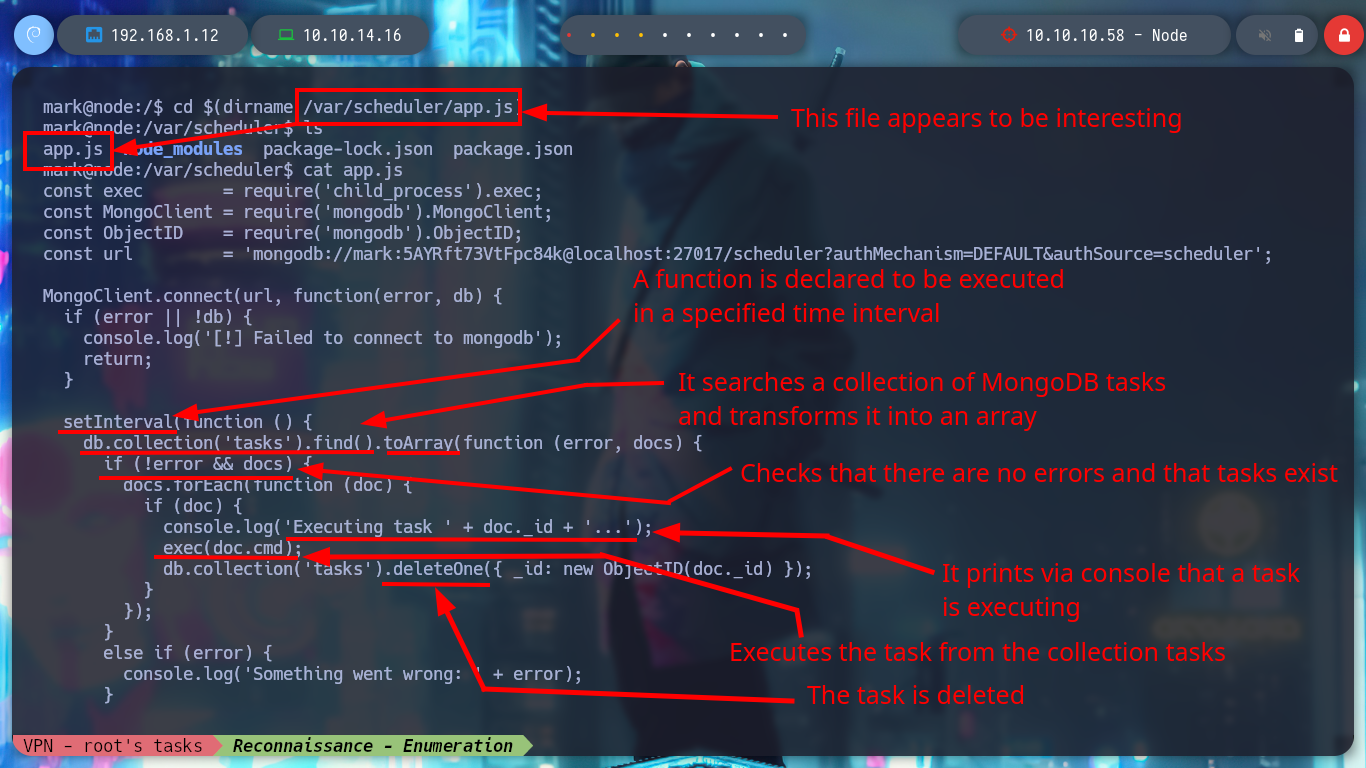 192.168.1.12
10.10.14.16
10.10.10.58 - Node
mark@node:/$ cd $(dirname /var/scheduler/app.js)
mark@node:/var/scheduler$ ls
app.js node_modules package-lock.json package.json
mark@node:/var/scheduler$ cat app.js
const exec = require('child_process').exec;
const MongoClient = require('mongodb').MongoClient;
const ObjectID = require('mongodb').ObjectID;
const url = 'mongodb://mark:5AYRft73VtFpc84k@localhost:27017/scheduler?authMechanism=DEFAULT&authSource=scheduler';
MongoClient.connect(url, function(error, db) {
if (error || !db) {
console.log('[!] Failed to connect to mongodb');
return;
}
setInterval(function () {
db.collection('tasks').find().toArray(function (error, docs) {
if (!error && docs) {
docs.forEach(function (doc) {
if (doc) {
console.log('Executing task ' + doc._id + '...');
exec(doc.cmd);
db.collection('tasks').deleteOne({ _id: new ObjectID(doc._id) });
}
});
}
else if (error) {
console.log('Something went wrong: ' + error);
}
This file appears to be interesting
A function is declared to be executed
in a specified time interval
It searches a collection of MongoDB tasks
and transforms it into an array
Checks that there are no errors and that tasks exist
It prints via console that a task
is executing
Executes the task from the collection tasks
The task is deleted
VPN - root's tasks
Reconnaissance - Enumeration